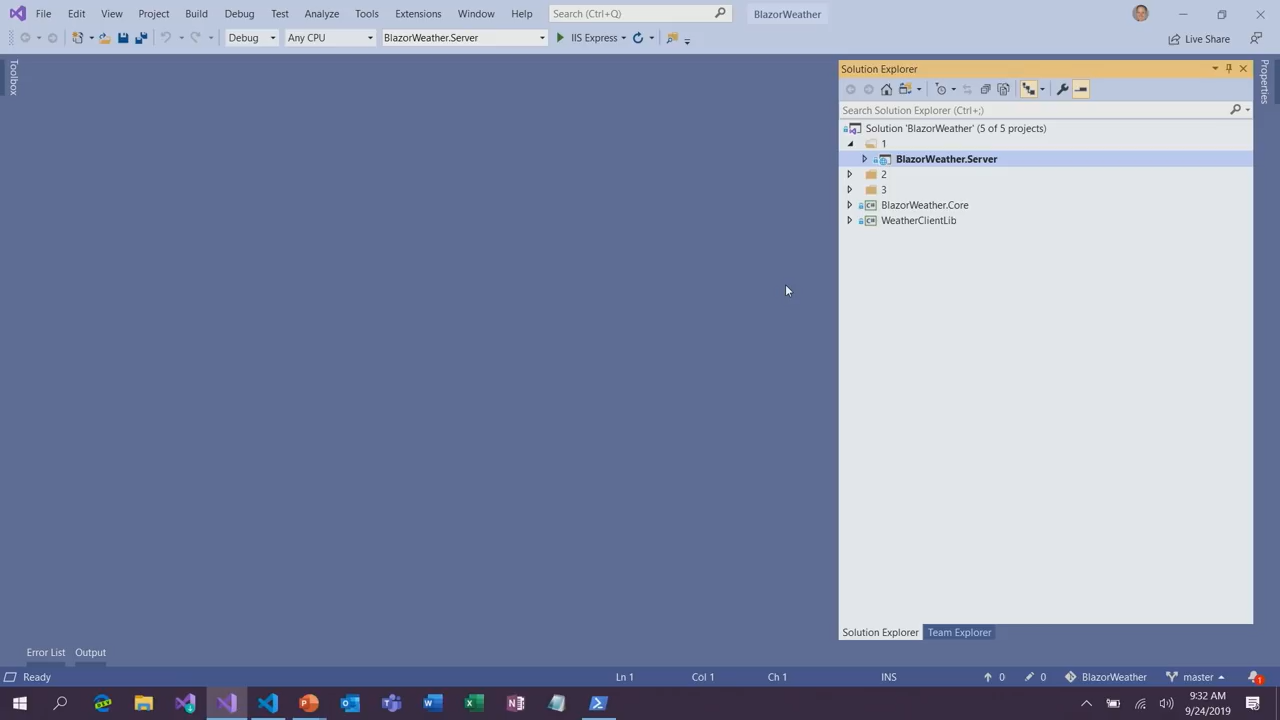 File Edit View Project Build Debug Test Analyze Tools Extensions Window Help Search (Ctrl+Q) BlazorWeather
Debug Any CPU BlazorWeather.Server IIS Express Live Share
Toolbox
Solution Explorer
Properties
Search Solution Explorer (Ctrl+;)
Solution 'BlazorWeather' (5 of 5 projects)
1
BlazorWeather.Server
2
3
BlazorWeather.Core
WeatherClientLib
Solution Explorer Team Explorer
Error List Output
Ready Ln 1 Col 1 Ch 1 INS 0 0 BlazorWeather master 1
9:32 AM
9/24/2019